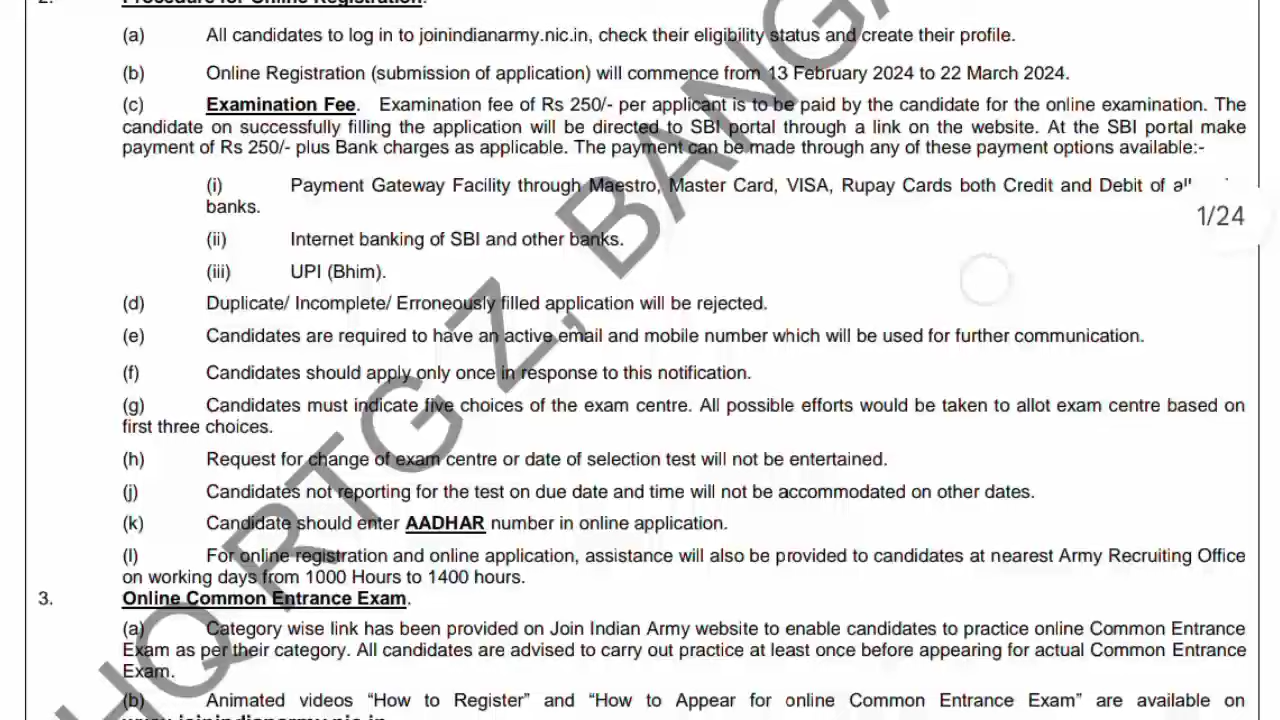 2. Procedure for Online Registration.
(a) All candidates to log in to joinindianarmy.nic.in, check their eligibility status and create their profile.
(b) Online Registration (submission of application) will commence from 13 February 2024 to 22 March 2024.
(c) Examination Fee. Examination fee of Rs 250/- per applicant is to be paid by the candidate for the online examination. The
candidate on successfully filling the application will be directed to SBI portal through a link on the website. At the SBI portal make
payment of Rs 250/- plus Bank charges as applicable. The payment can be made through any of these payment options available:-
(i) Payment Gateway Facility through Maestro, Master Card, VISA, Rupay Cards both Credit and Debit of
banks.
1/24
(ii) Internet banking of SBI and other banks.
(iii) UPI (Bhim).
(d) Duplicate/ Incomplete/ Erroneously filled application will be rejected.
(e) Candidates are required to have an active email and mobile number which will be used for further communication.
(f) Candidates should apply only once in response to this notification.
(g) Candidates must indicate five choices of the exam centre. All possible efforts would be taken to allot exam centre based on
first three choices.
(h) Request for change of exam centre or date of selection test will not be entertained.
(j) Candidates not reporting for the test on due date and time will not be accommodated on other dates.
(k) Candidate should enter AADHAR number in online application.
(l) For online registration and online application, assistance will also be provided to candidates at nearest Army Recruiting Office
on working days from 1000 Hours to 1400 hours.
3. Online Common Entrance Exam.
(a) Category wise link has been provided on Join Indian Army website to enable candidates to practice online Common Entrance
Exam as per their category. All candidates are advised to carry out practice at least once before appearing for actual Common Entrance
Exam.
(b) Animated videos “How to Register” and “How to Appear for online Common Entrance Exam” are available on
www.joinindianarmy.nic.in
HQ RTG Z, BANGA